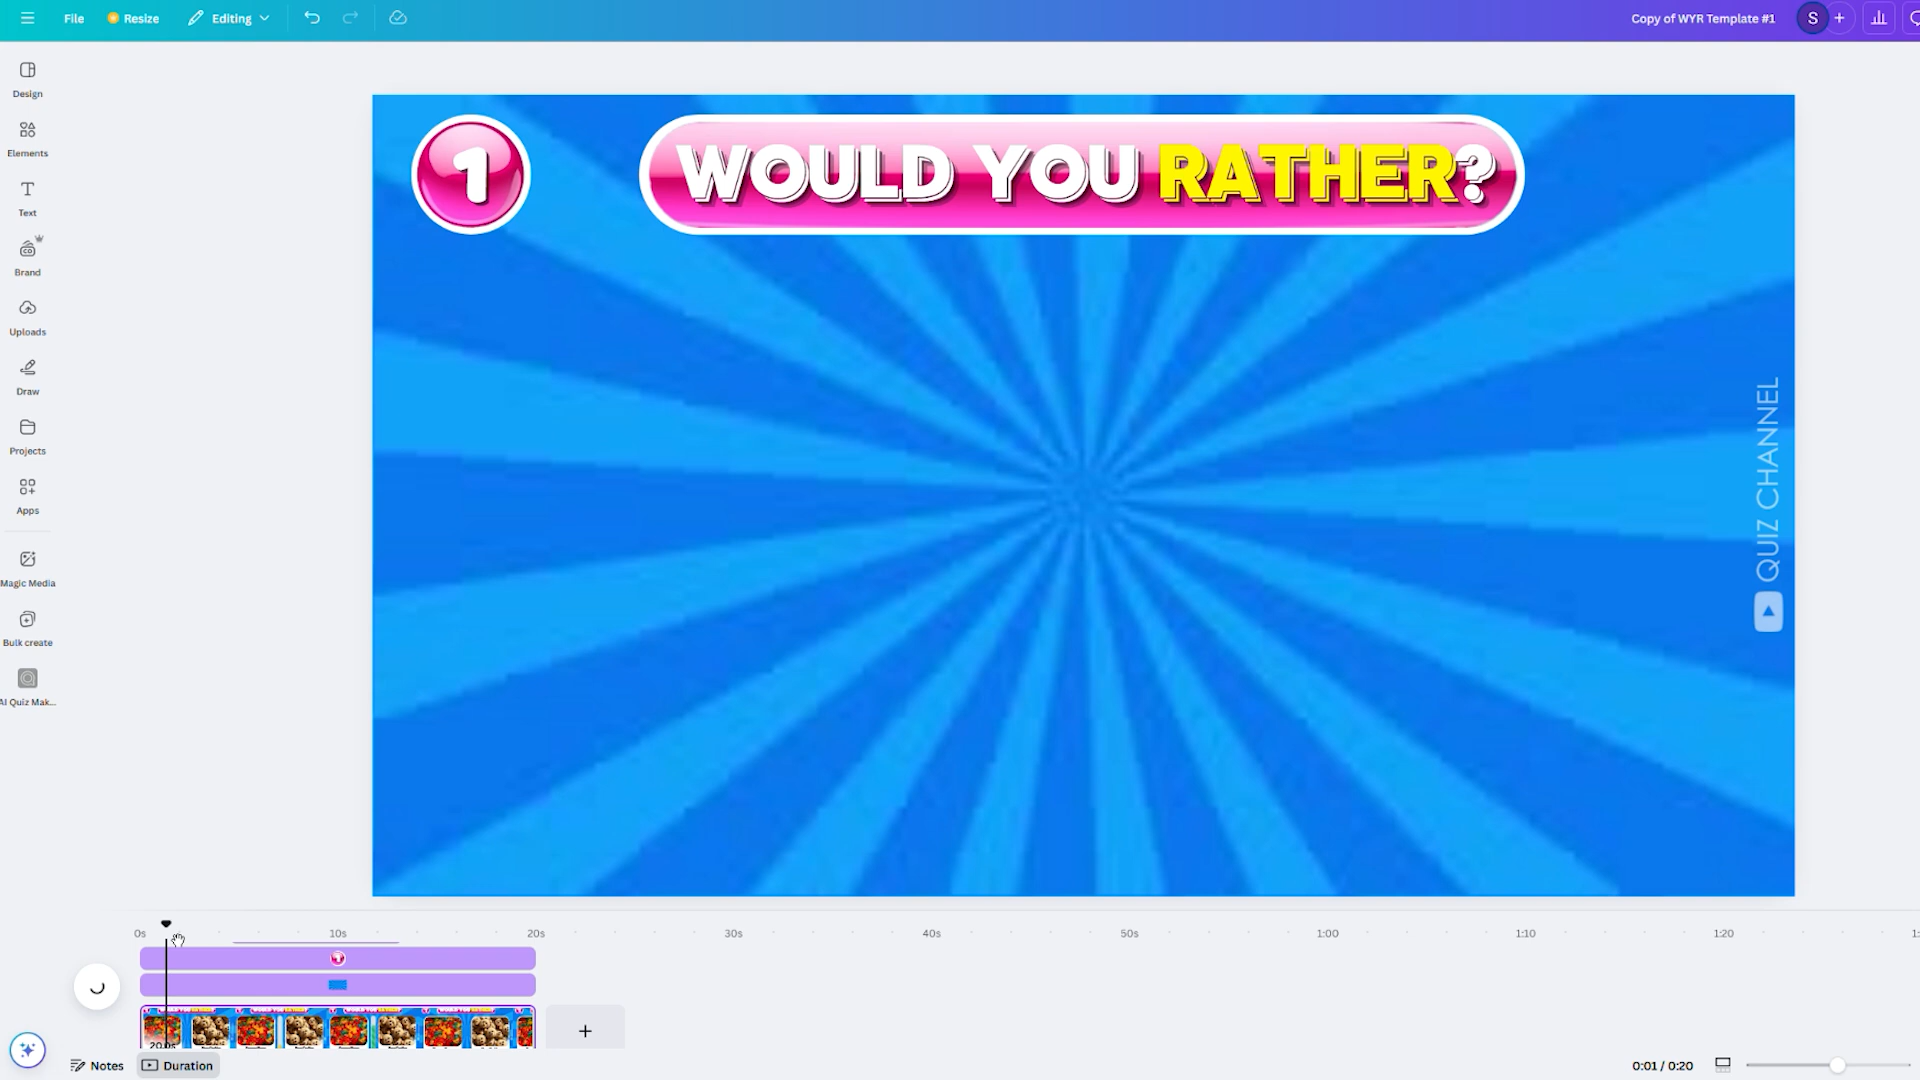 File
Resize
Editing
Copy of WYR Template #1
S
Design
Elements
Text
Brand
Uploads
Draw
Projects
Apps
Magic Media
Bulk create
AI Quiz Mak...
1
WOULD YOU RATHER?
QUIZ CHANNEL
0s
10s
20s
30s
40s
50s
1:00
1:10
1:20
Notes
Duration
0:01 / 0:20